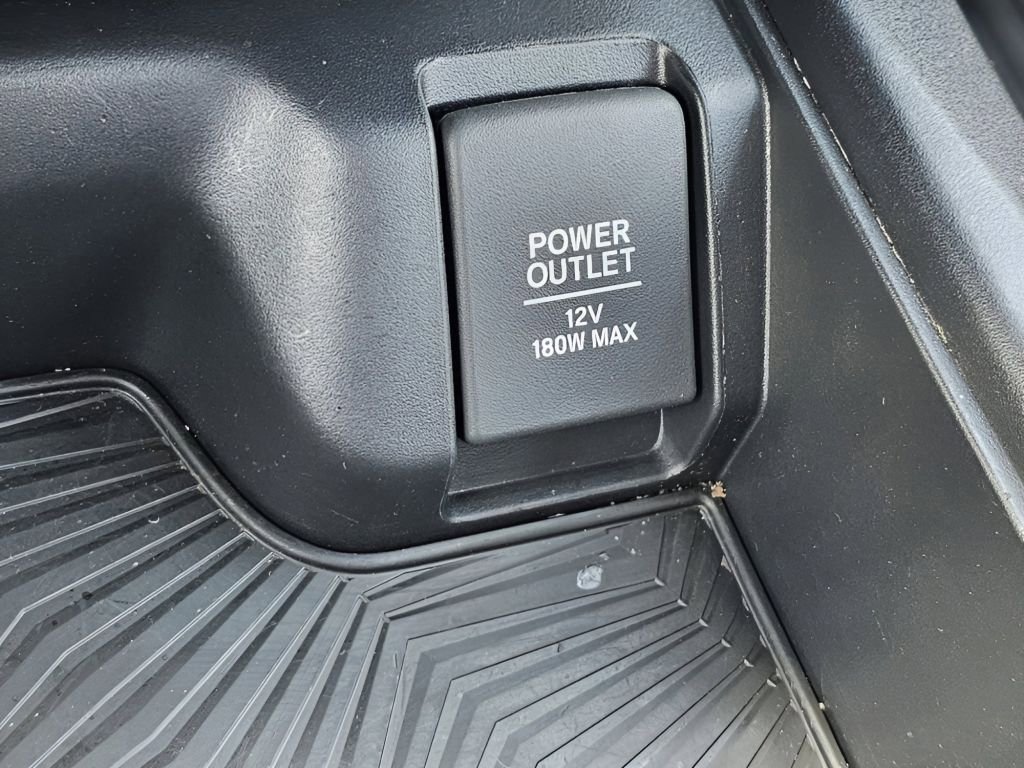 POWER
OUTLET
12V
180W MAX